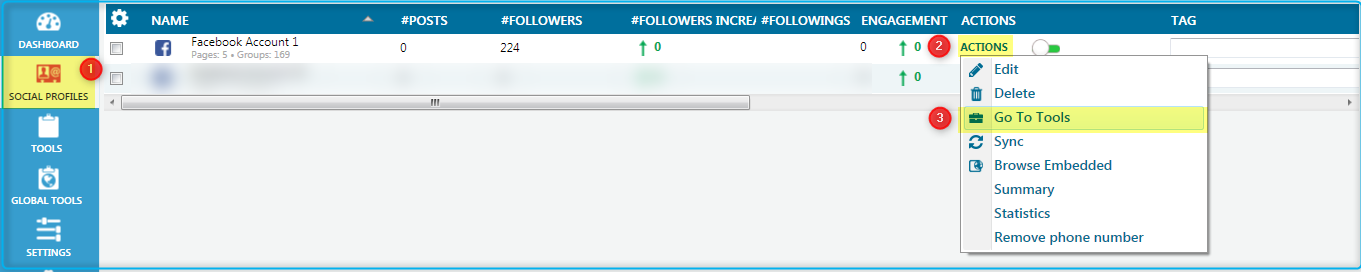 NAME #POSTS #FOLLOWERS #FOLLOWERS INCREA #FOLLOWINGS ENGAGEMENT ACTIONS TAG
DASHBOARD
Facebook Account 1 0 224 0 0 0 2 ACTIONS
Pages: 5 • Groups: 169
1
SOCIAL PROFILES
0
Edit
Delete
3 Go To Tools
Sync
Browse Embedded
Summary
Statistics
Remove phone number
TOOLS
GLOBAL TOOLS
SETTINGS